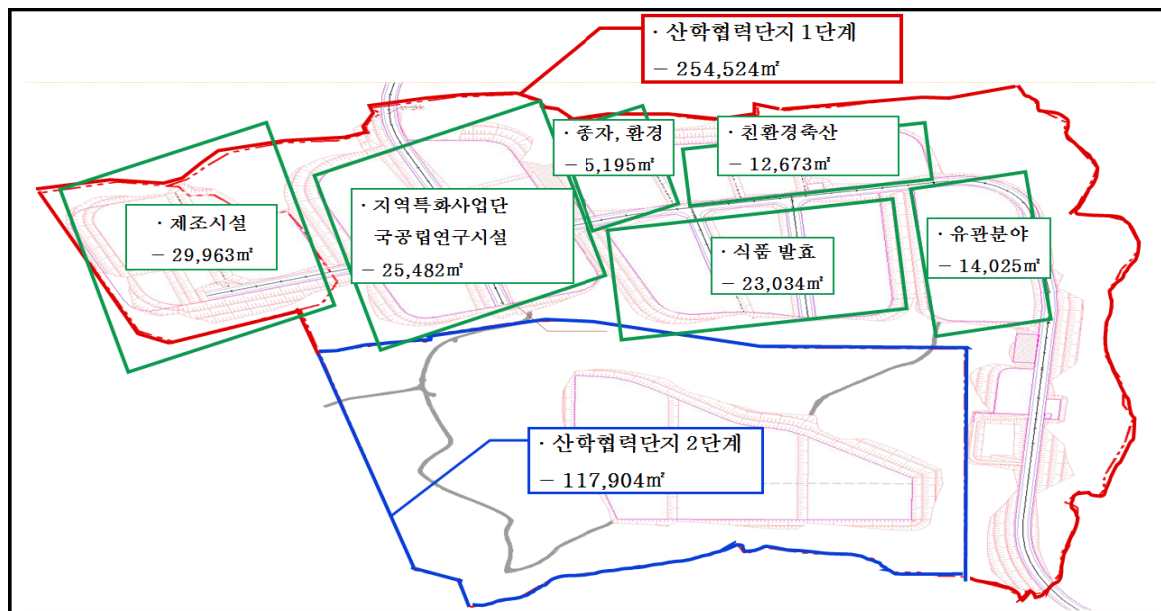 · 산학협력단지 1단계
- 254,524㎡
· 종자, 환경
- 5,195㎡
· 친환경축산
- 12,673㎡
· 제조시설
- 29,963㎡
· 지역특화사업단
국공립연구시설
- 25,482㎡
· 식품 발효
- 23,034㎡
· 유관분야
- 14,025㎡
· 산학협력단지 2단계
- 117,904㎡